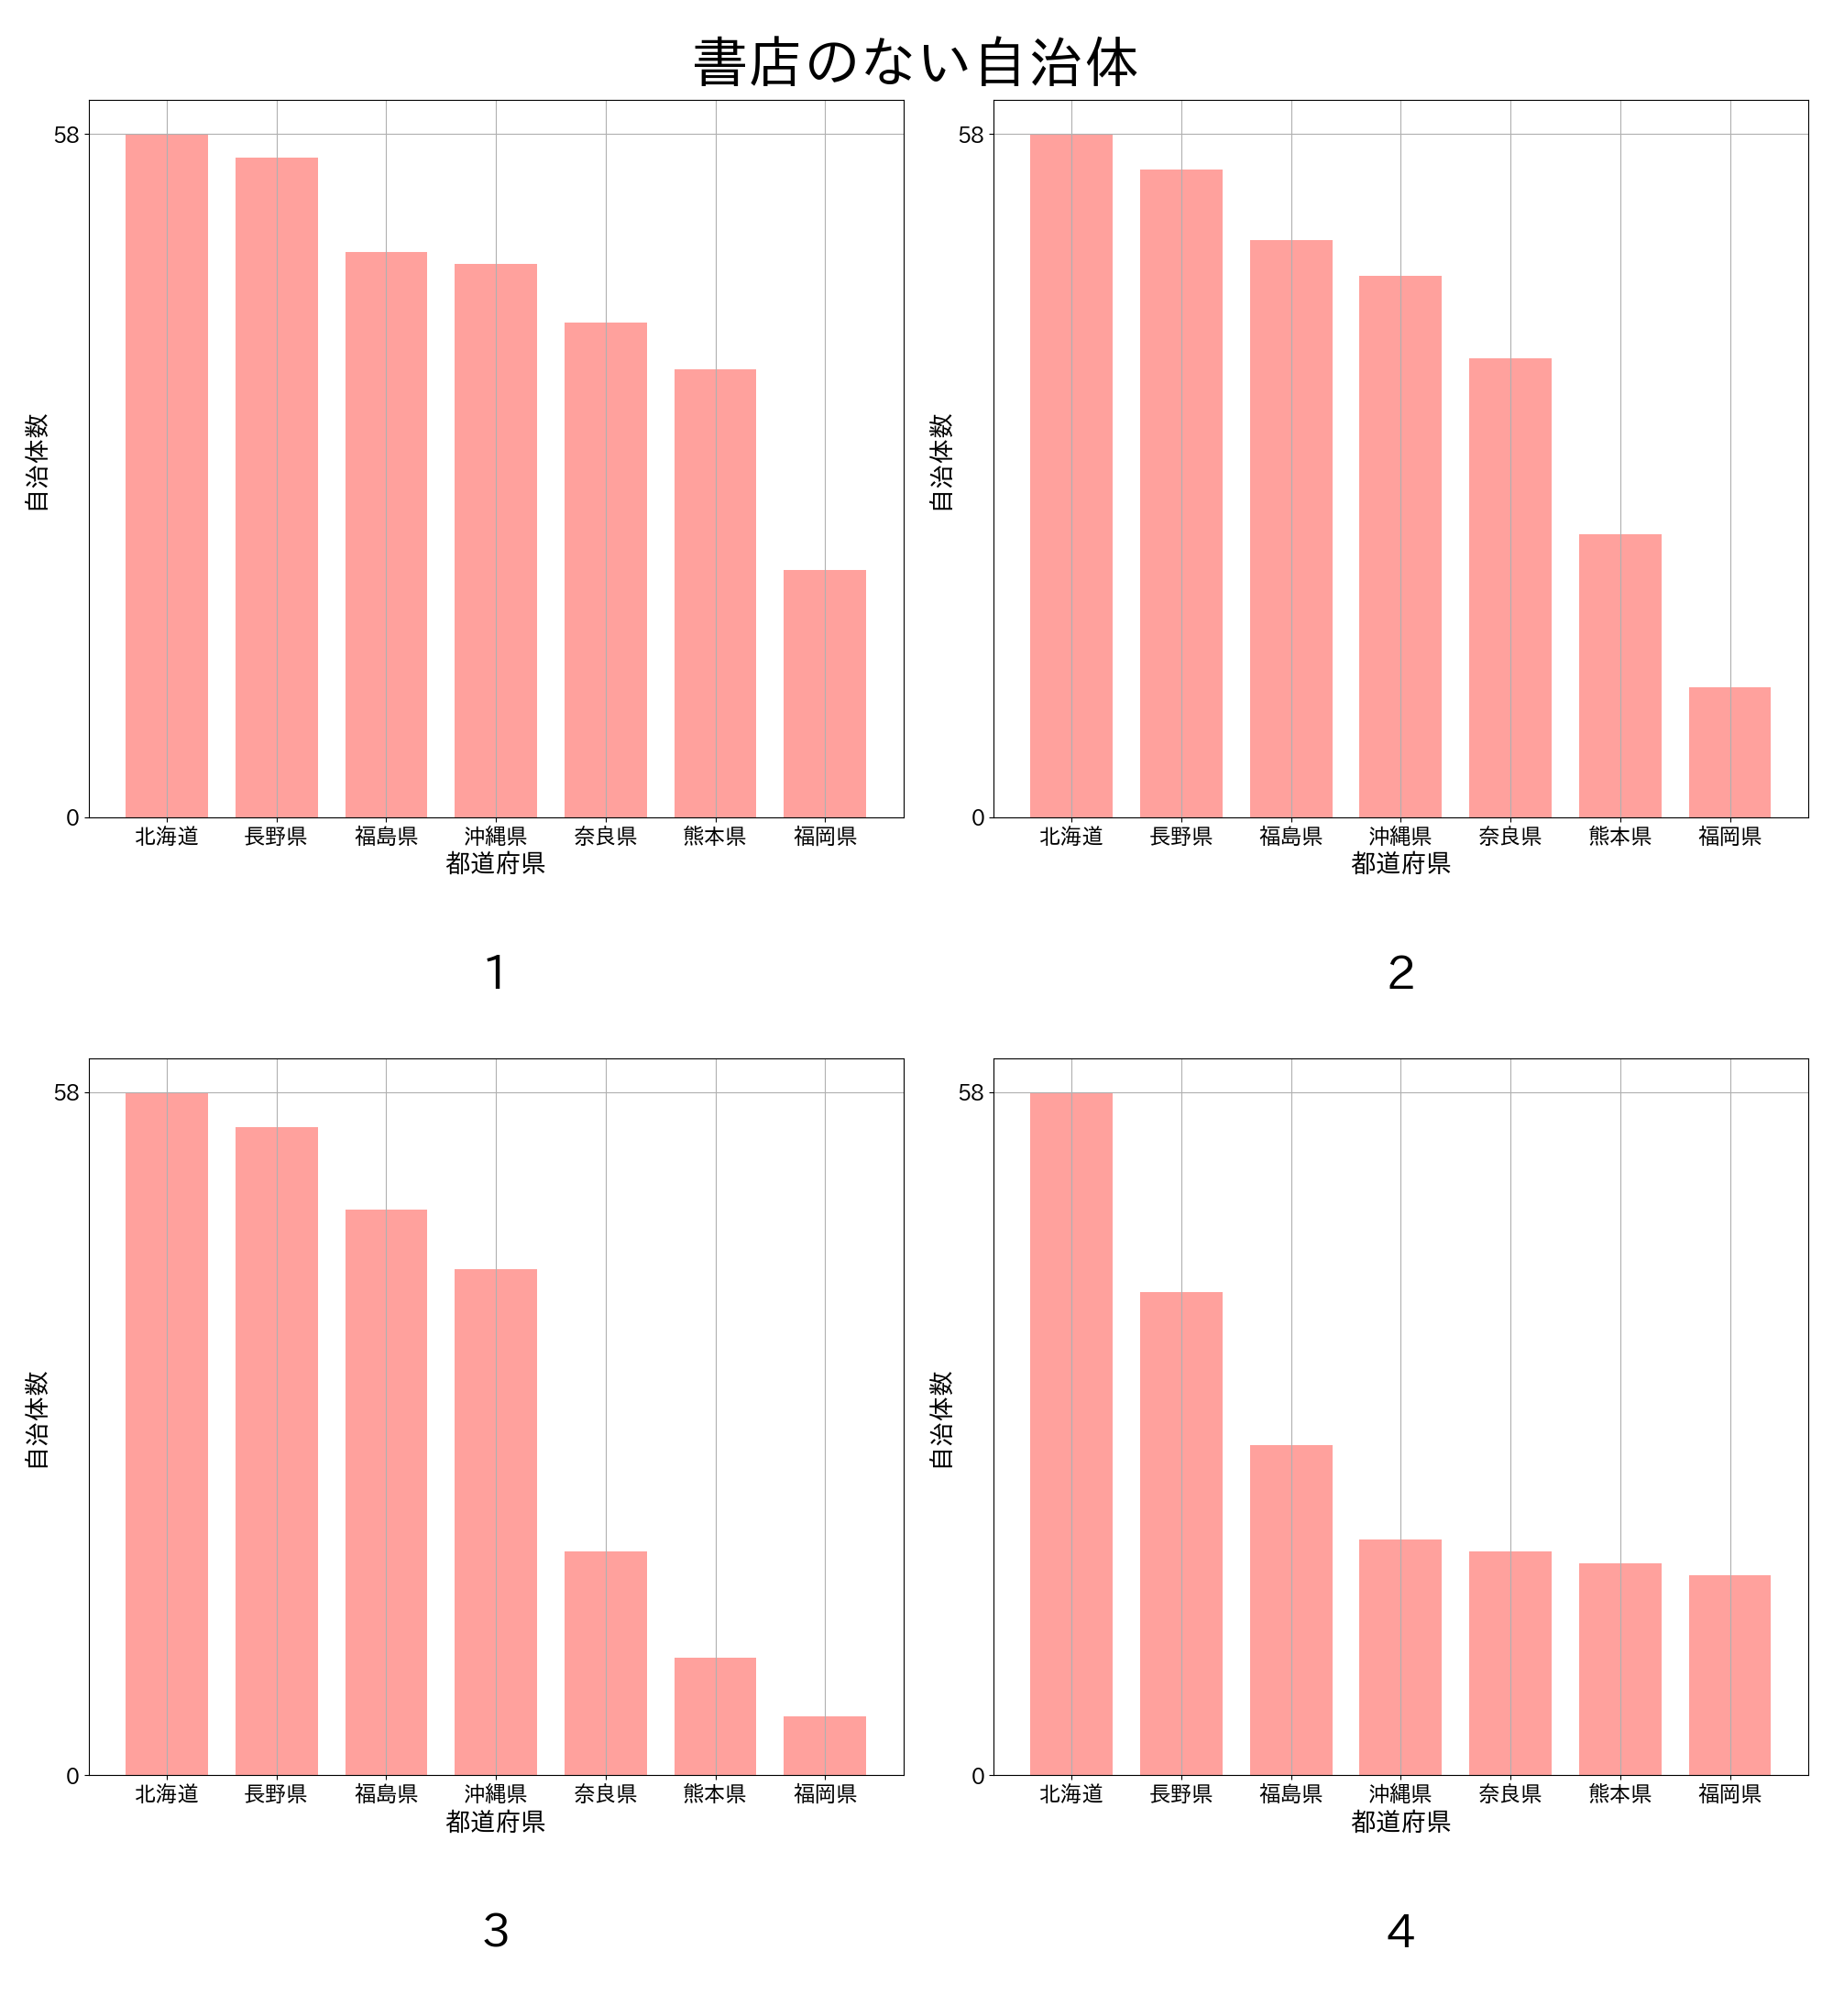 書店のない自治体
58
0
自治体数
北海道 長野県 福島県 沖縄県 奈良県 熊本県 福岡県
都道府県
1
58
0
自治体数
北海道 長野県 福島県 沖縄県 奈良県 熊本県 福岡県
都道府県
2
58
0
自治体数
北海道 長野県 福島県 沖縄県 奈良県 熊本県 福岡県
都道府県
3
58
0
自治体数
北海道 長野県 福島県 沖縄県 奈良県 熊本県 福岡県
都道府県
4